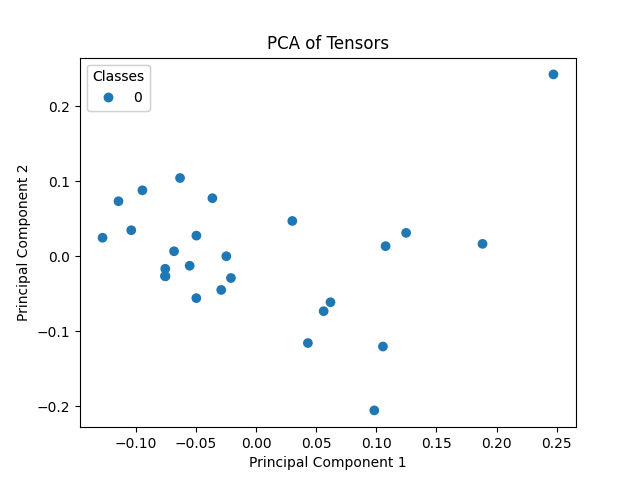 PCA of Tensors
Classes
0
0.2
0.1
0.0
−0.1
−0.2
Principal Component 2
−0.10 −0.05 0.00 0.05 0.10 0.15 0.20 0.25
Principal Component 1